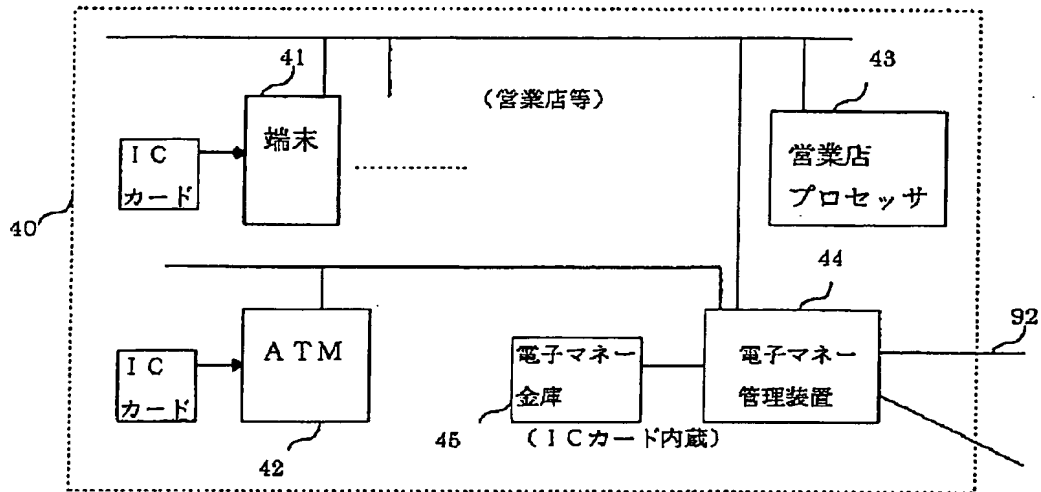 41
43
(営業店等)
端末
IC
カード
営業店
プロセッサ
40
44
92
ATM
IC
カード
電子マネー
金庫
電子マネー
管理装置
45
(ICカード内蔵)
42